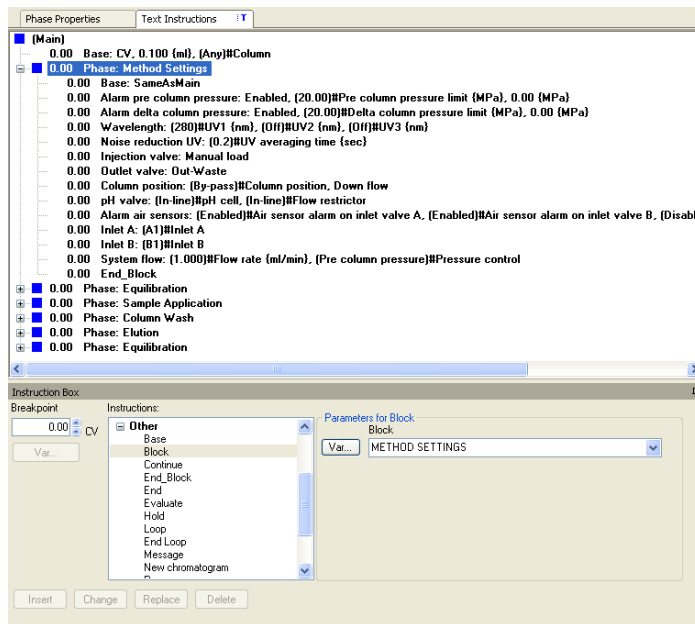 Phase Properties
Text Instructions
T
(Main)
0.00 Base: CV, 0.100 {ml}, (Any)#Column
0.00 Phase: Method Settings
0.00 Base: SameAsMain
0.00 Alarm pre column pressure: Enabled, (20.00)#Pre column pressure limit {MPa}, 0.00 {MPa}
0.00 Alarm delta column pressure: Enabled, (20.00)#Delta column pressure limit {MPa}, 0.00 {MPa}
0.00 Wavelength: (280)#UV1 {nm}, (Off)#UV2 {nm}, (Off)#UV3 {nm}
0.00 Noise reduction UV: (0.2)#UV averaging time {sec}
0.00 Injection valve: Manual load
0.00 Outlet valve: Out-Waste
0.00 Column position: (By-pass)#Column position, Down flow
0.00 pH valve: (In-line)#pH cell, (In-line)#Flow restrictor
0.00 Alarm air sensors: (Enabled)#Air sensor alarm on inlet valve A, (Enabled)#Air sensor alarm on inlet valve B, (Disabl
0.00 Inlet A: (A1)#Inlet A
0.00 Inlet B: (B1)#Inlet B
0.00 System flow: (1.000)#Flow rate {ml/min}, (Pre column pressure)#Pressure control
0.00 End_Block
0.00 Phase: Equilibration
0.00 Phase: Sample Application
0.00 Phase: Column Wash
0.00 Phase: Elution
0.00 Phase: Equilibration
Instruction Box
Breakpoint
0.00 CV
Var...
Instructions:
Other
Base
Block
Continue
End_Block
End
Evaluate
Hold
Loop
End Loop
Message
New chromatogram
Parameters for Block
Block
Var... METHOD SETTINGS
Insert Change Replace Delete